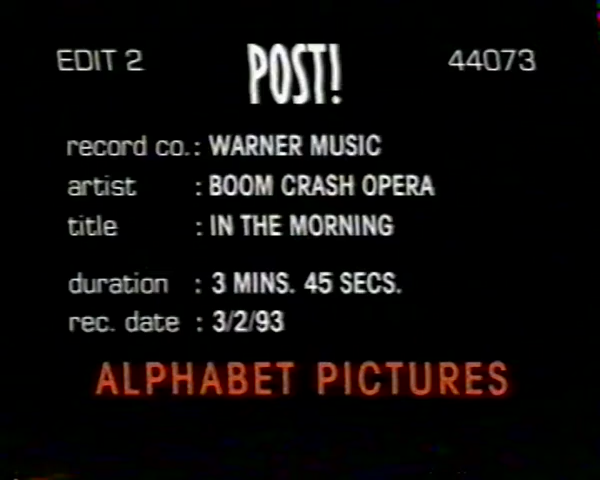 EDIT 2 POST! 44073
record co. : WARNER MUSIC
artist : BOOM CRASH OPERA
title : IN THE MORNING
duration : 3 MINS. 45 SECS.
rec. date : 3/2/93
ALPHABET PICTURES